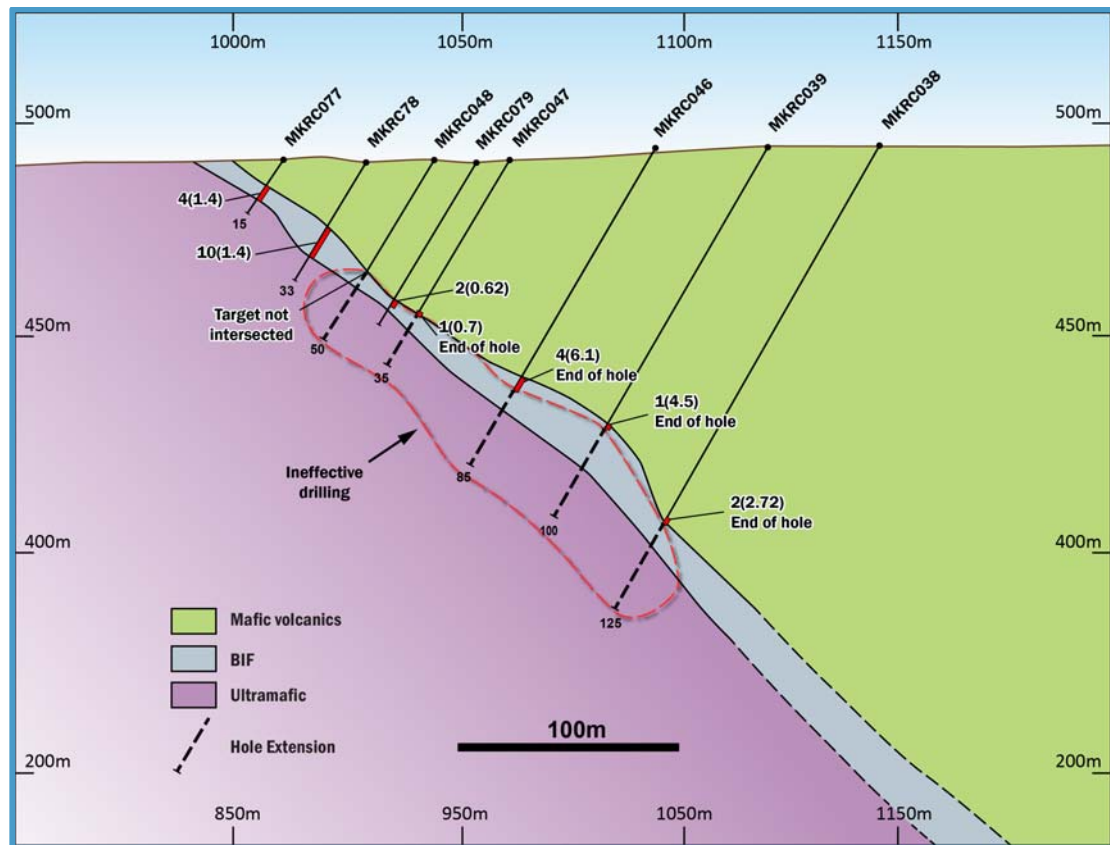 1000m
1050m
1100m
1150m
500m
500m
MKRC077
MKRC78
MKRC048
MKRC079
MKRC047
MKRC046
MKRC039
MKRC038
4(1.4)
15
10(1.4)
33
Target not
intersected
50
2(0.62)
1(0.7)
End of hole
35
450m
450m
4(6.1)
End of hole
1(4.5)
End of hole
85
Ineffective
drilling
100
2(2.72)
End of hole
125
400m
400m
Mafic volcanics
BIF
Ultramafic
Hole Extension
100m
200m
200m
850m
950m
1050m
1150m